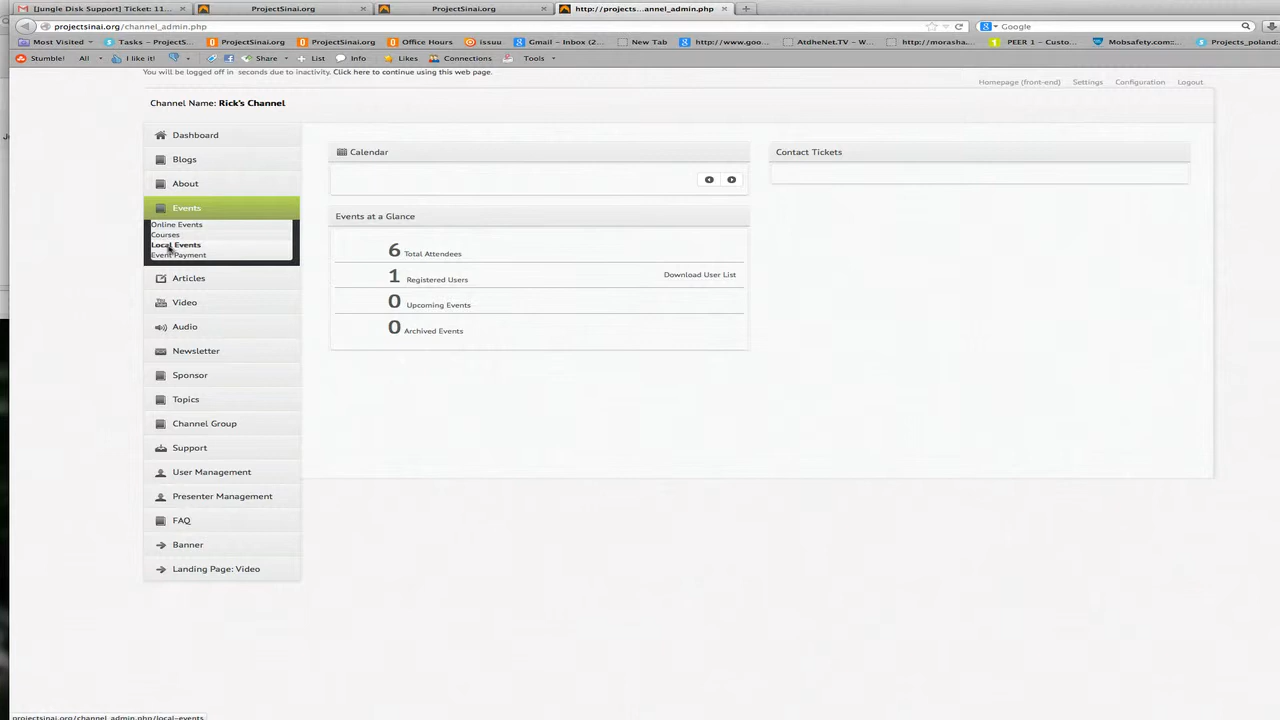 [Jungle Disk Support] Ticket: 11...
ProjectSinai.org
ProjectSinai.org
http://projects...annel_admin.php
projectsinai.org/channel_admin.php
Google
Most Visited
Tasks - ProjectS...
ProjectSinai.org
ProjectSinai.org
Office Hours
issuu
Gmail - Inbox (2...
New Tab
http://www.goo...
AtdheNet.TV - W...
http://morasha...
PEER 1 - Custo...
Mobsafety.com:...
Projects_poland:
Stumble!
All
I like it!
Share
List
Info
Likes
Connections
Tools
You will be logged off in seconds due to inactivity. Click here to continue using this web page.
Homepage (front-end)
Settings
Configuration
Logout
Channel Name: Rick's Channel
Dashboard
Blogs
About
Events
Online Events
Courses
Local Events
Event Payment
Articles
Video
Audio
Newsletter
Sponsor
Topics
Channel Group
Support
User Management
Presenter Management
FAQ
Banner
Landing Page: Video
Calendar
Events at a Glance
6 Total Attendees
1 Registered Users
Download User List
0 Upcoming Events
0 Archived Events
Contact Tickets
projectsinai.org/channel_admin.php/local-events